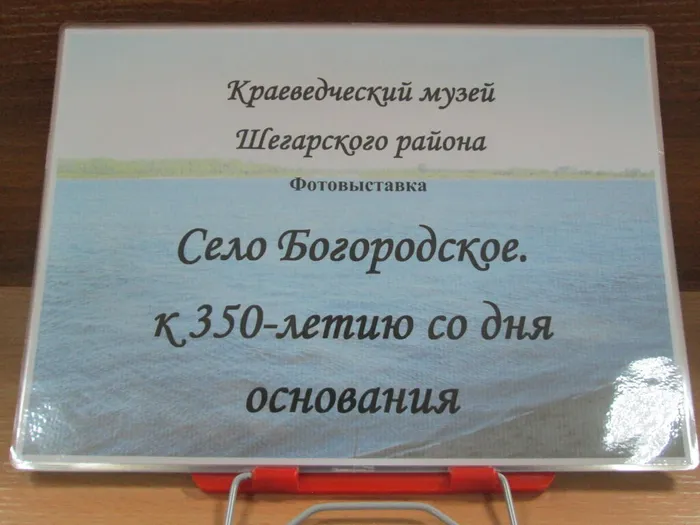 Краеведческий музей
Шегарского района
Фотовыставка
Село Богородское.
к 350-летию со дня
основания